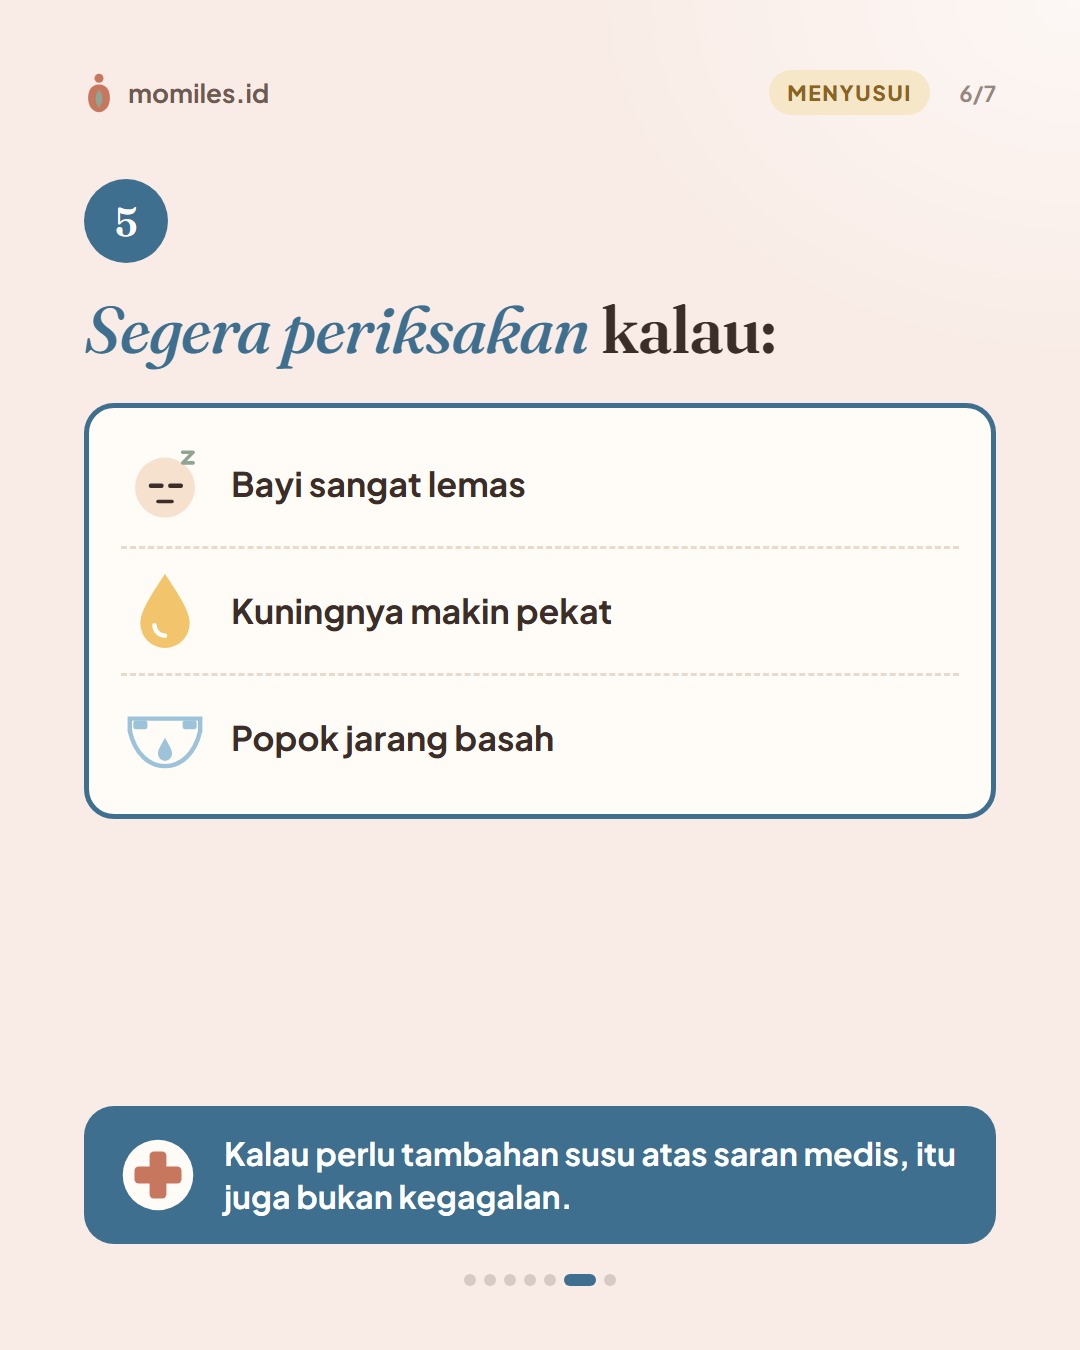 momiles.id
MENYUSUI
6/7
5
Segera periksakan kalau:
z
Bayi sangat lemas
Kuningnya makin pekat
Popok jarang basah
Kalau perlu tambahan susu atas saran medis, itu
juga bukan kegagalan.